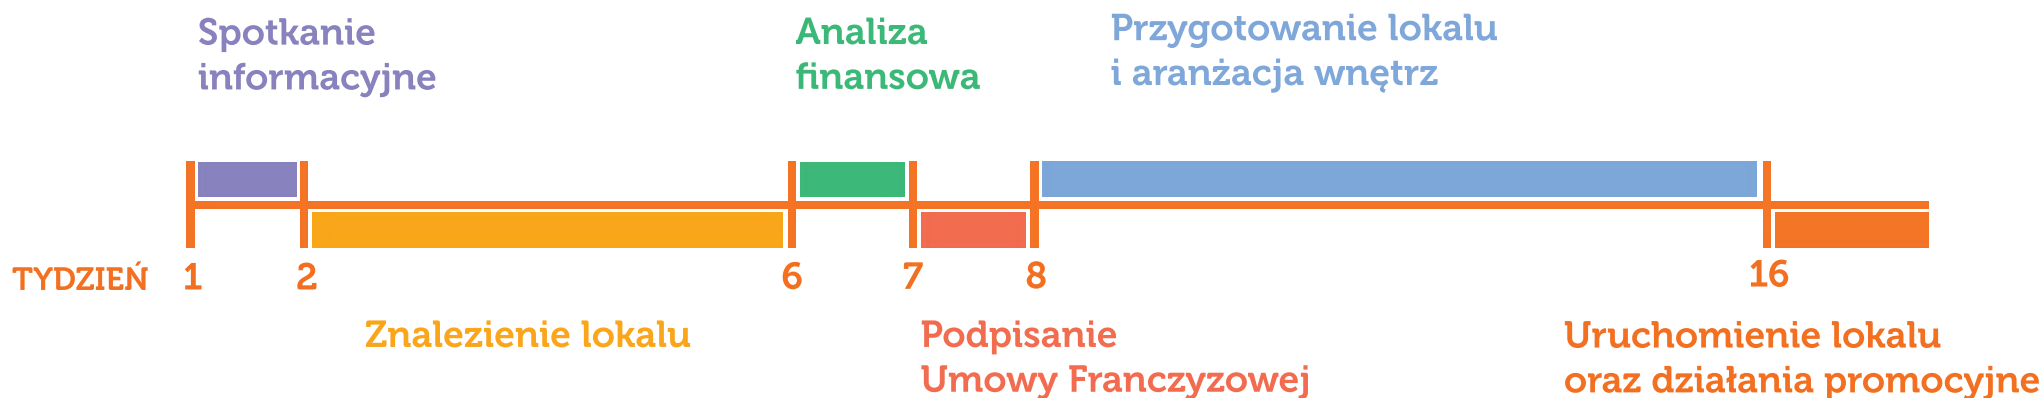 Spotkanie
informacyjne
Analiza
finansowa
Przygotowanie lokalu
i aranżacja wnętrz
TYDZIEŃ 1 2 6 7 8 16
Znalezienie lokalu
Podpisanie
Umowy Franczyzowej
Uruchomienie lokalu
oraz działania promocyjne